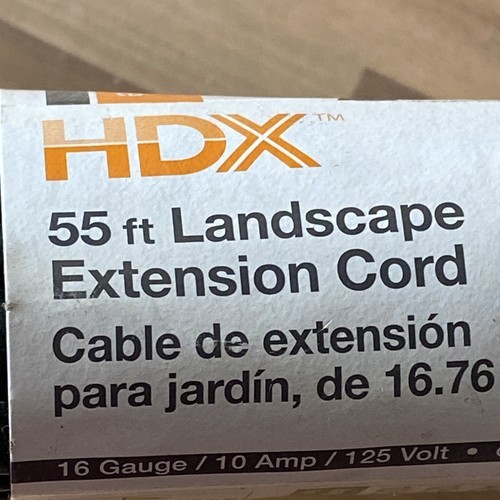 HDX™
55 ft Landscape
Extension Cord
Cable de extensión
para jardín, de 16.76
16 Gauge / 10 Amp / 125 Volt •